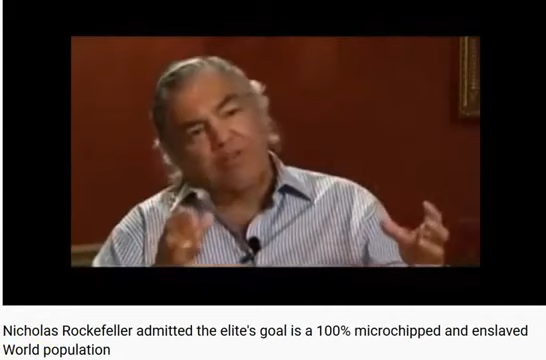 Nicholas Rockefeller admitted the elite's goal is a 100% microchipped and enslaved
World population